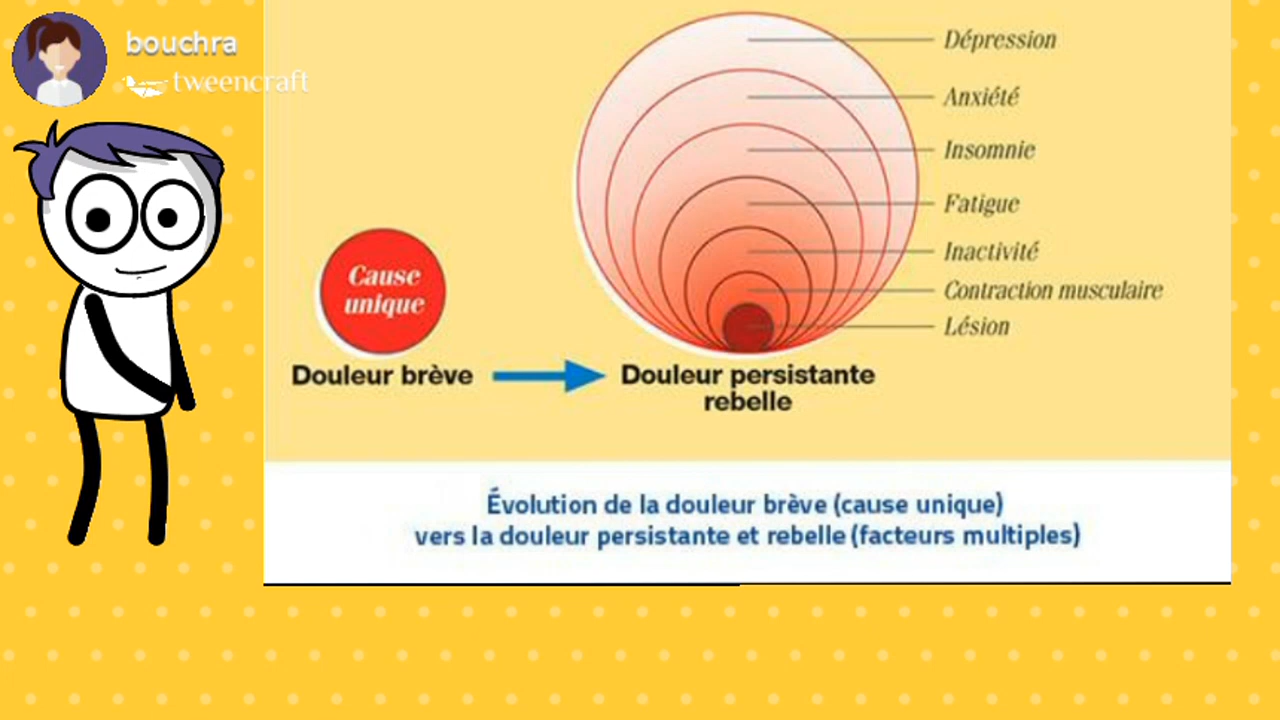 bouchra
tweencraft
Dépression
Anxiété
Insomnie
Fatigue
Inactivité
Contraction musculaire
Lésion
Cause
unique
Douleur brève
Douleur persistante
rebelle
Évolution de la douleur brève (cause unique)
vers la douleur persistante et rebelle (facteurs multiples)